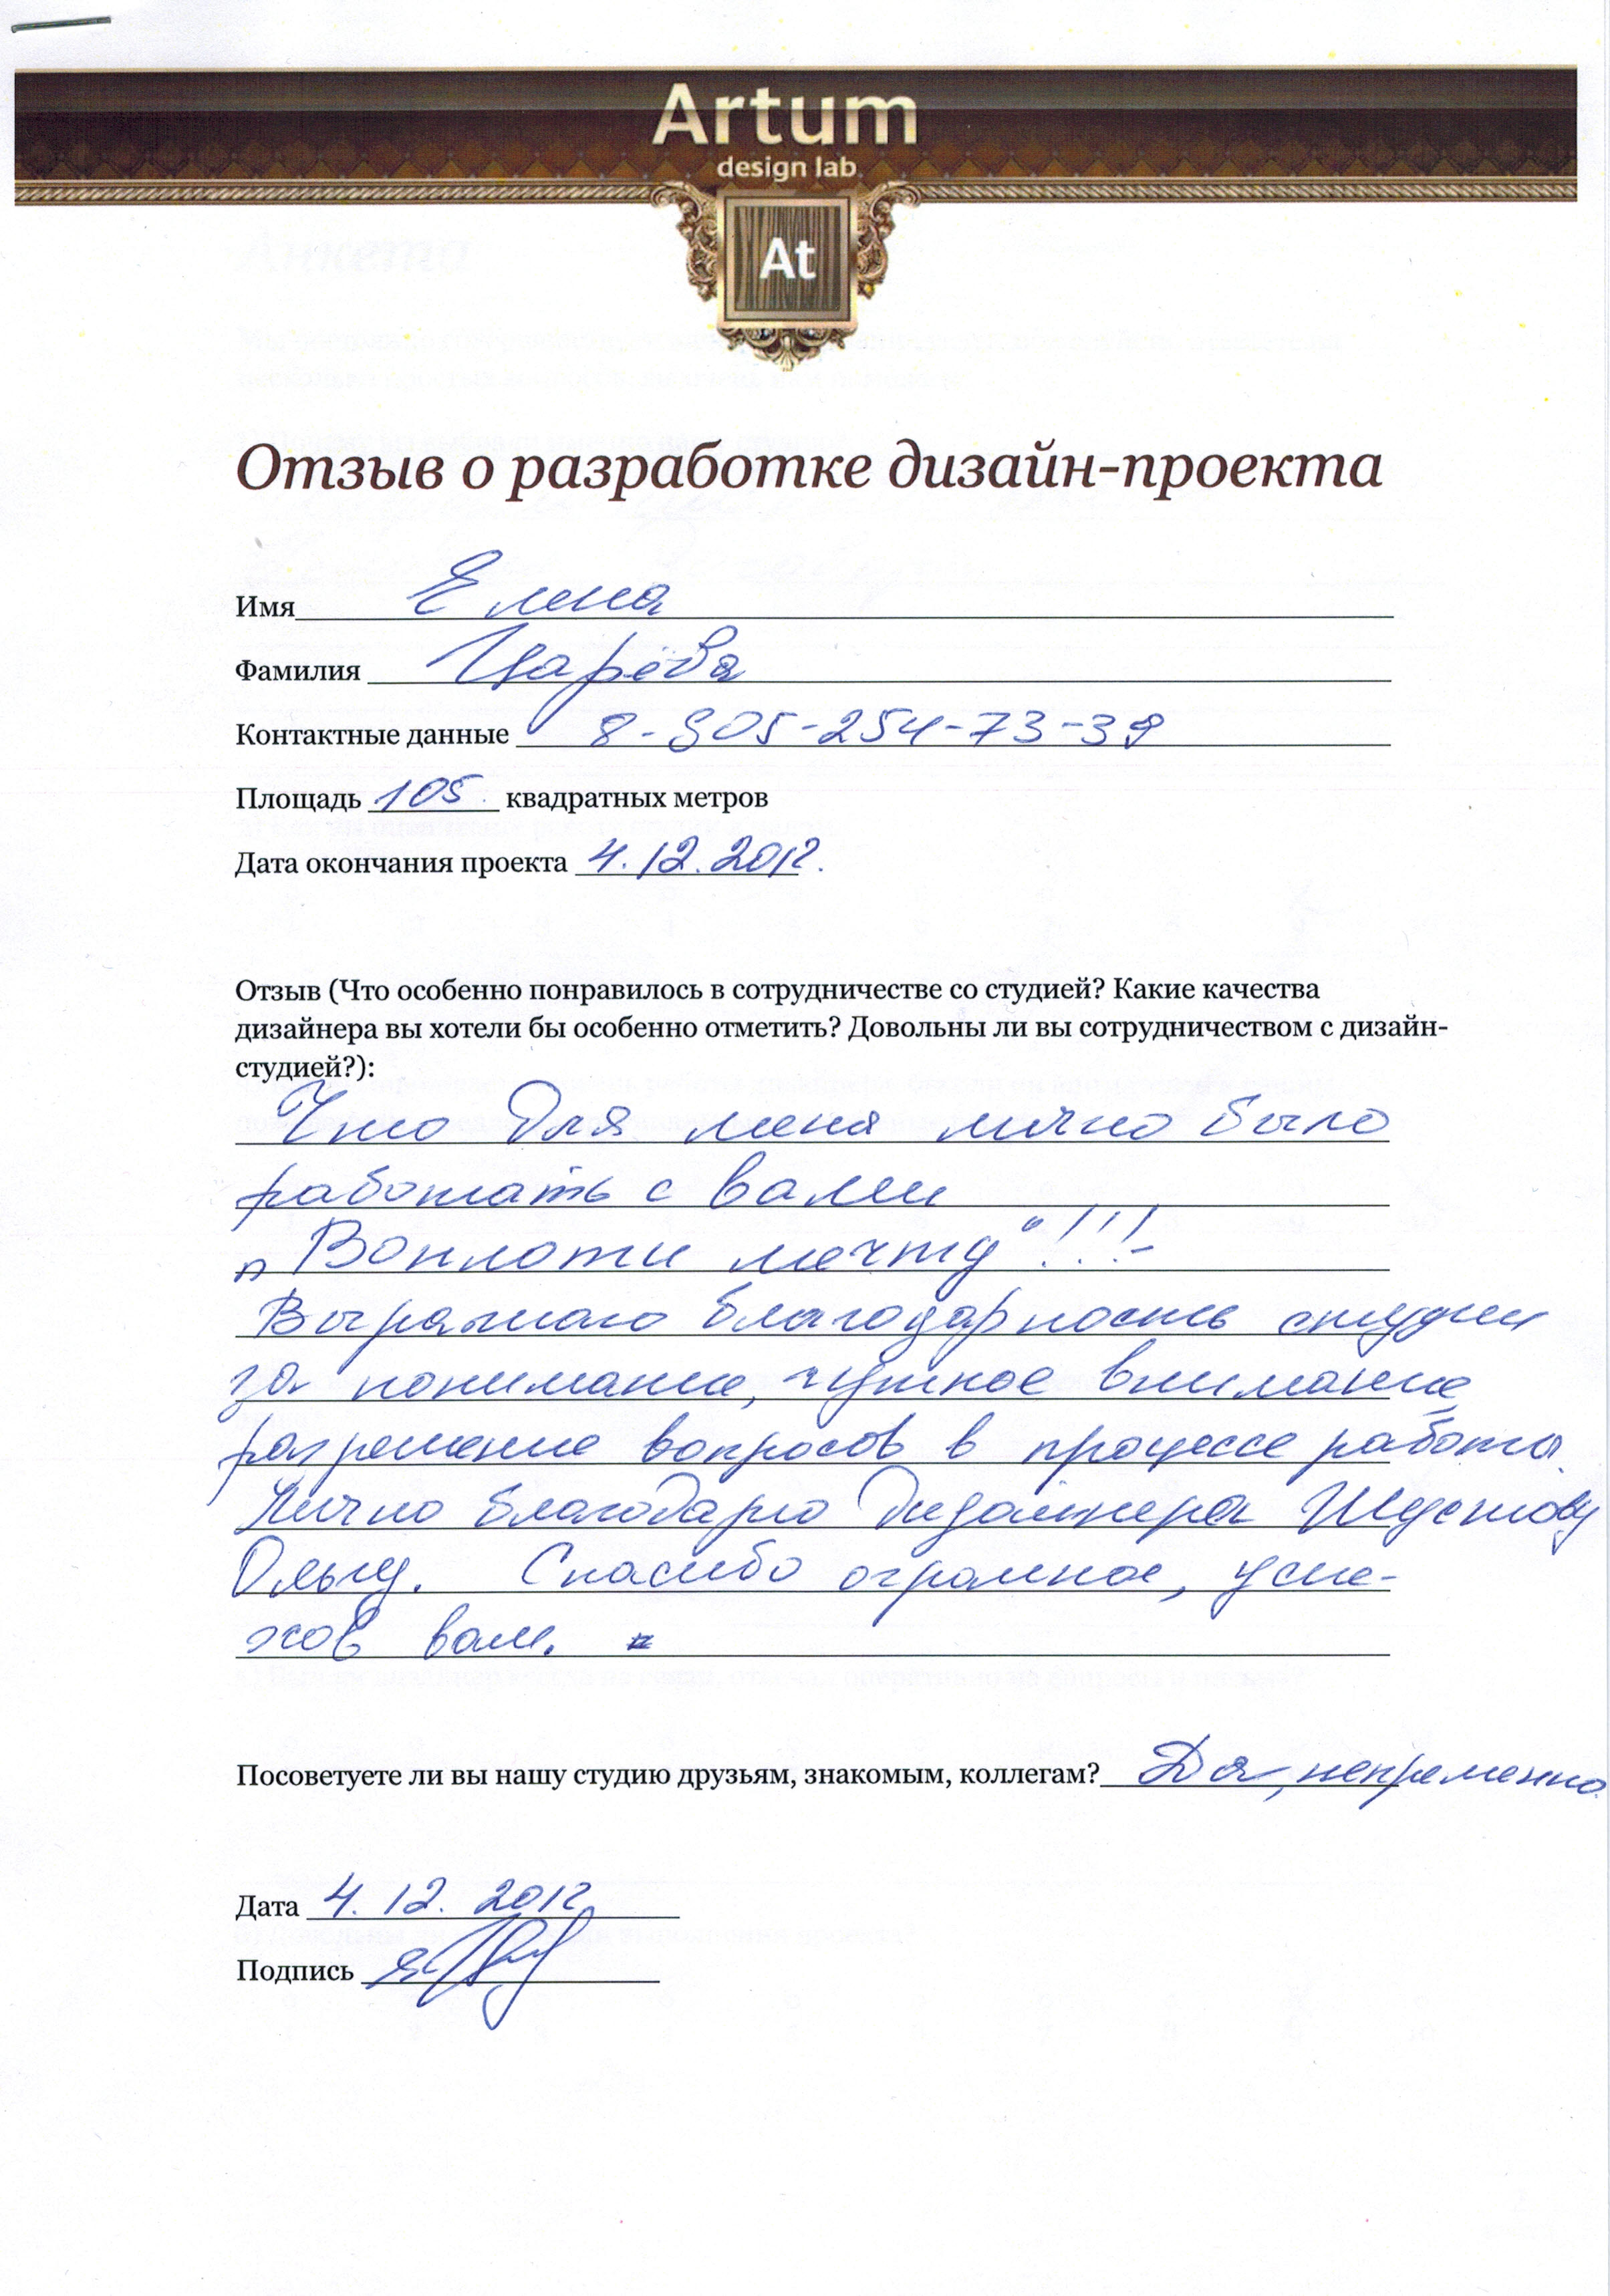 Artum
design lab
At
Отзыв о разработке дизайн-проекта
Имя Елена
Фамилия Царёва
Контактные данные 8-905-254-73-39
Площадь 105 квадратных метров
Дата окончания проекта 4.12.2012.
Отзыв (Что особенно понравилось в сотрудничестве со студией? Какие качества
дизайнера вы хотели бы особенно отметить? Довольны ли вы сотрудничеством с дизайн-
студией?):
Что для меня лично было
работать с вами
„Воплоти мечту“!!!-
Выражаю благодарность студии
за понимание, чуткое внимание,
разрешение вопросов в процессе работы.
Лично благодарю Дизайнера Шустову
Ольгу. Спасибо огромное, успе-
хов вам.
Посоветуете ли вы нашу студию друзьям, знакомым, коллегам? Да, непременно.
Дата 4.12.2012
Подпись